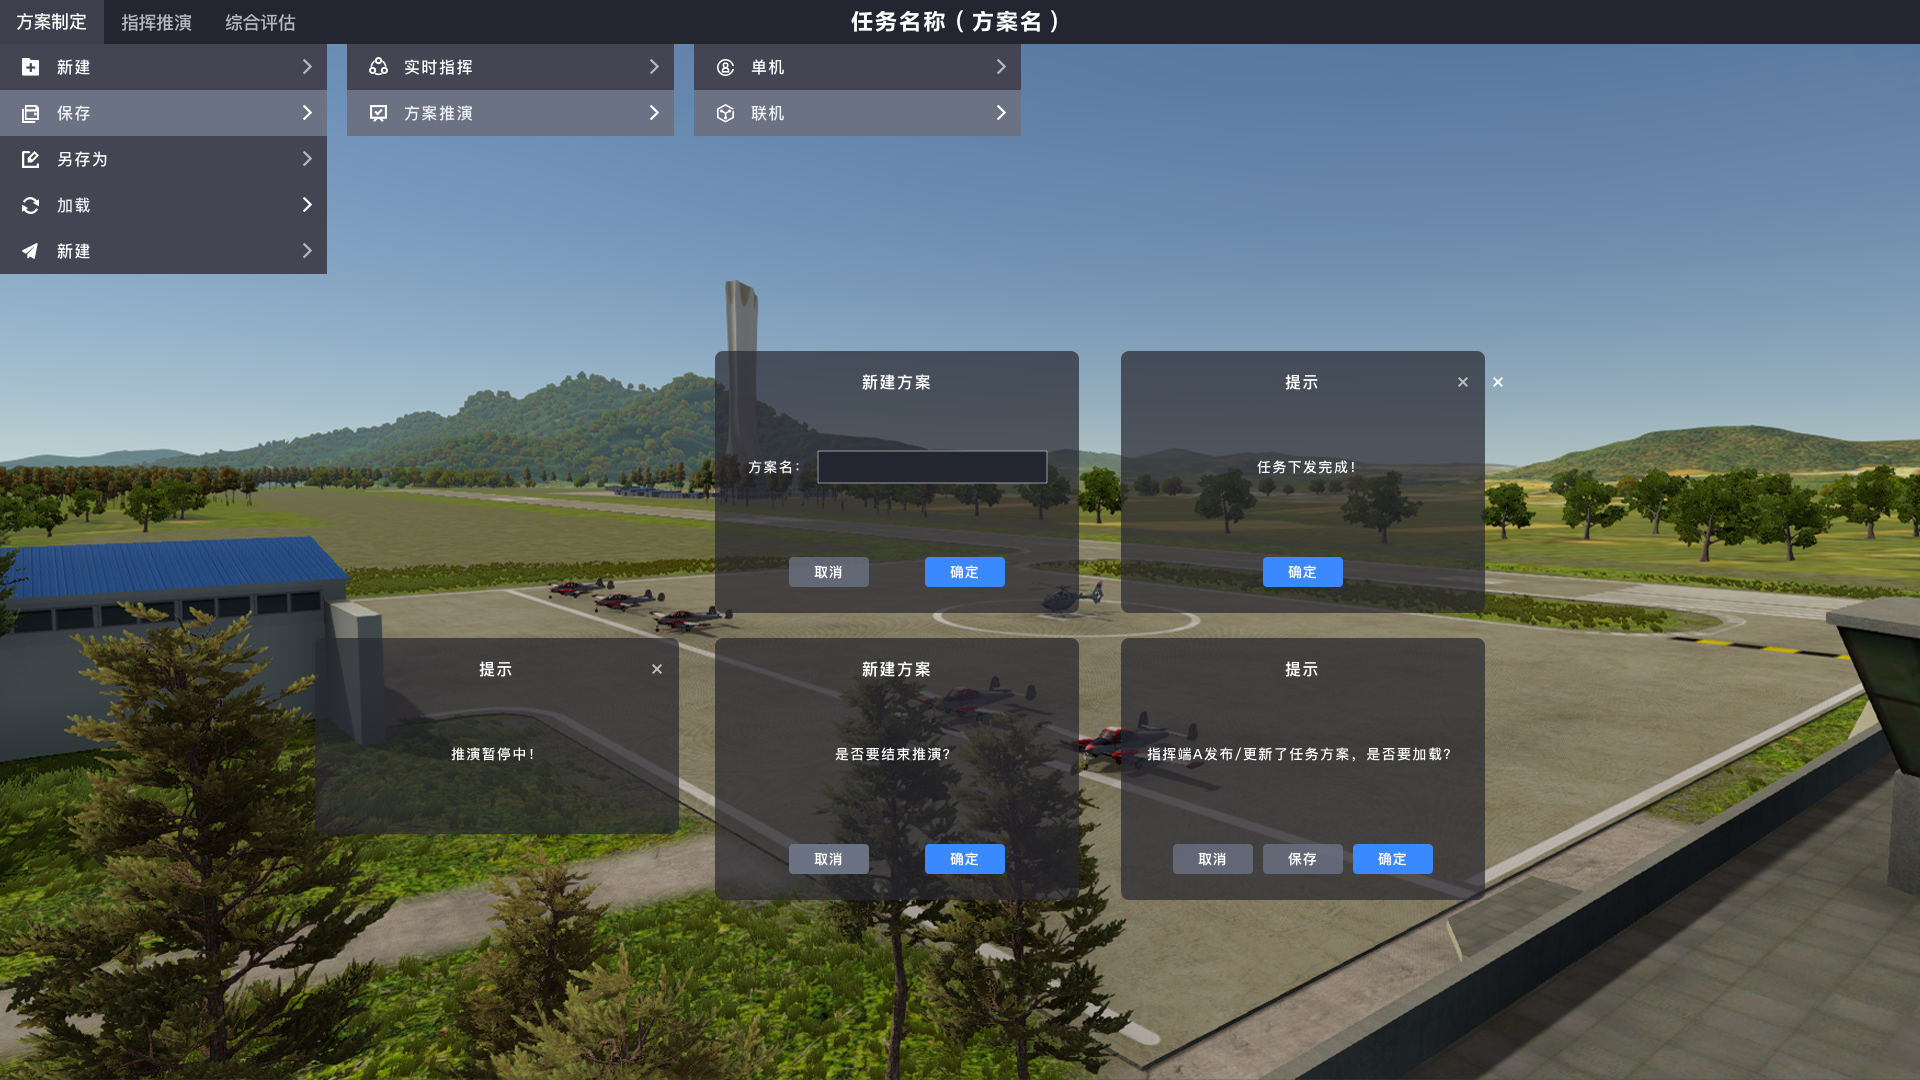 方案制定 指挥推演 综合评估
任务名称（方案名）
新建
保存
另存为
加载
新建
实时指挥
方案推演
单机
联机
新建方案
方案名：
取消 确定
提示
任务下发完成！
确定
提示
推演暂停中！
新建方案
是否要结束推演？
取消 确定
提示
指挥端A发布/更新了任务方案，是否要加载？
取消 保存 确定